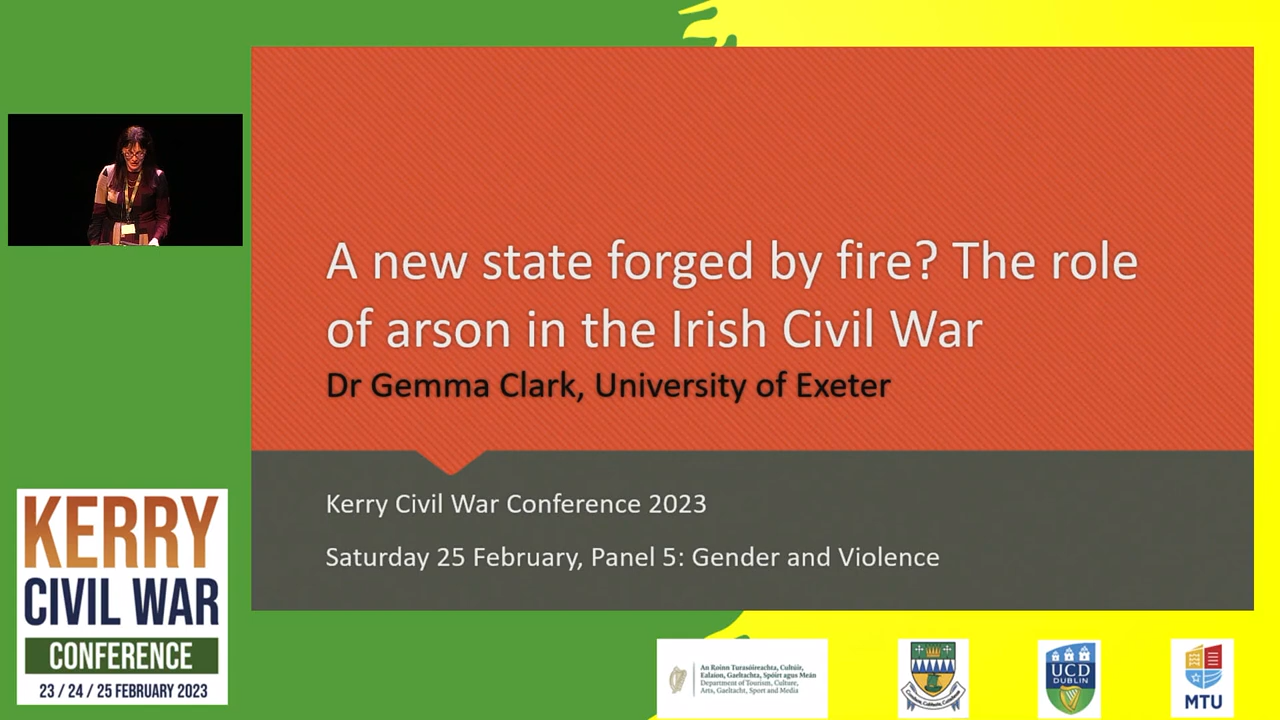 A new state forged by fire? The role
of arson in the Irish Civil War
Dr Gemma Clark, University of Exeter
Kerry Civil War Conference 2023
Saturday 25 February, Panel 5: Gender and Violence
KERRY
CIVIL WAR
CONFERENCE
23 / 24 / 25 FEBRUARY 2023
An Roinn Turasóireachta, Cultúir,
Ealaíon, Gaeltachta, Spóirt agus Meán
Department of Tourism, Culture,
Arts, Gaeltacht, Sport and Media
UCD
DUBLIN
MTU